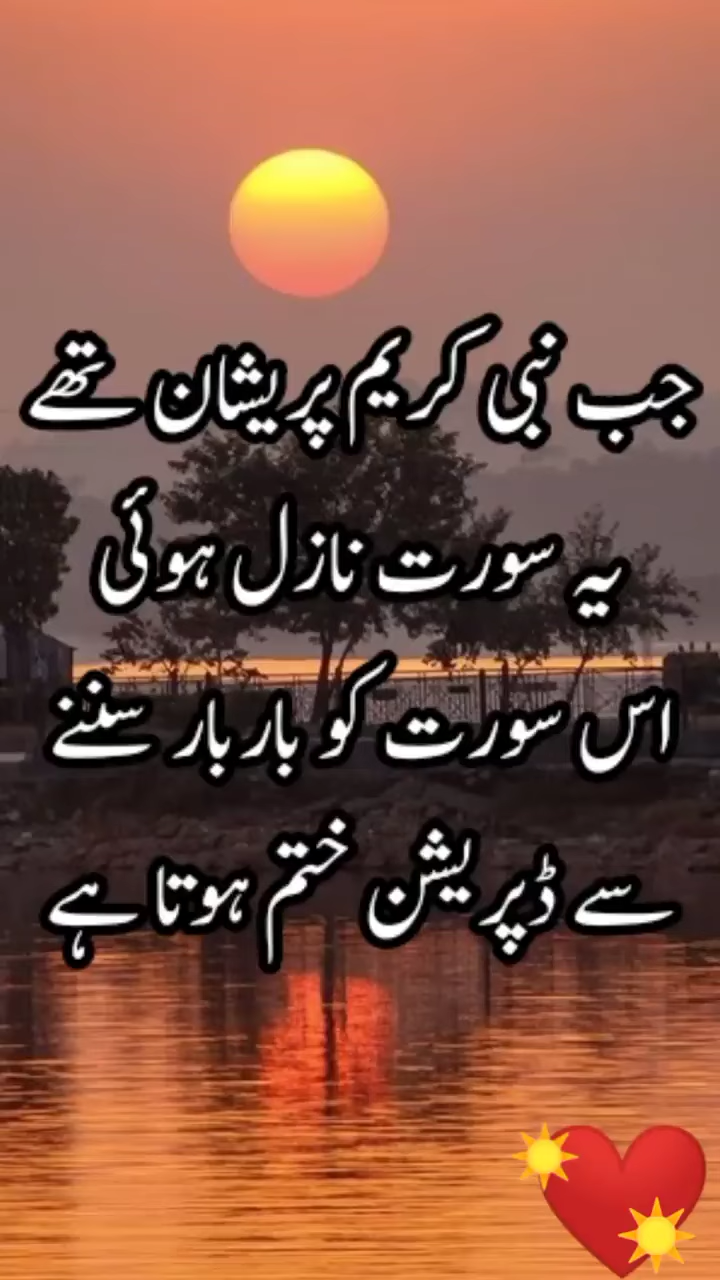 جب نبی کریم پریشان تھے
یہ سورت نازل ہوئی
اس سورت کو بار بار سننے
سے ڈپریشن ختم ہوتا ہے